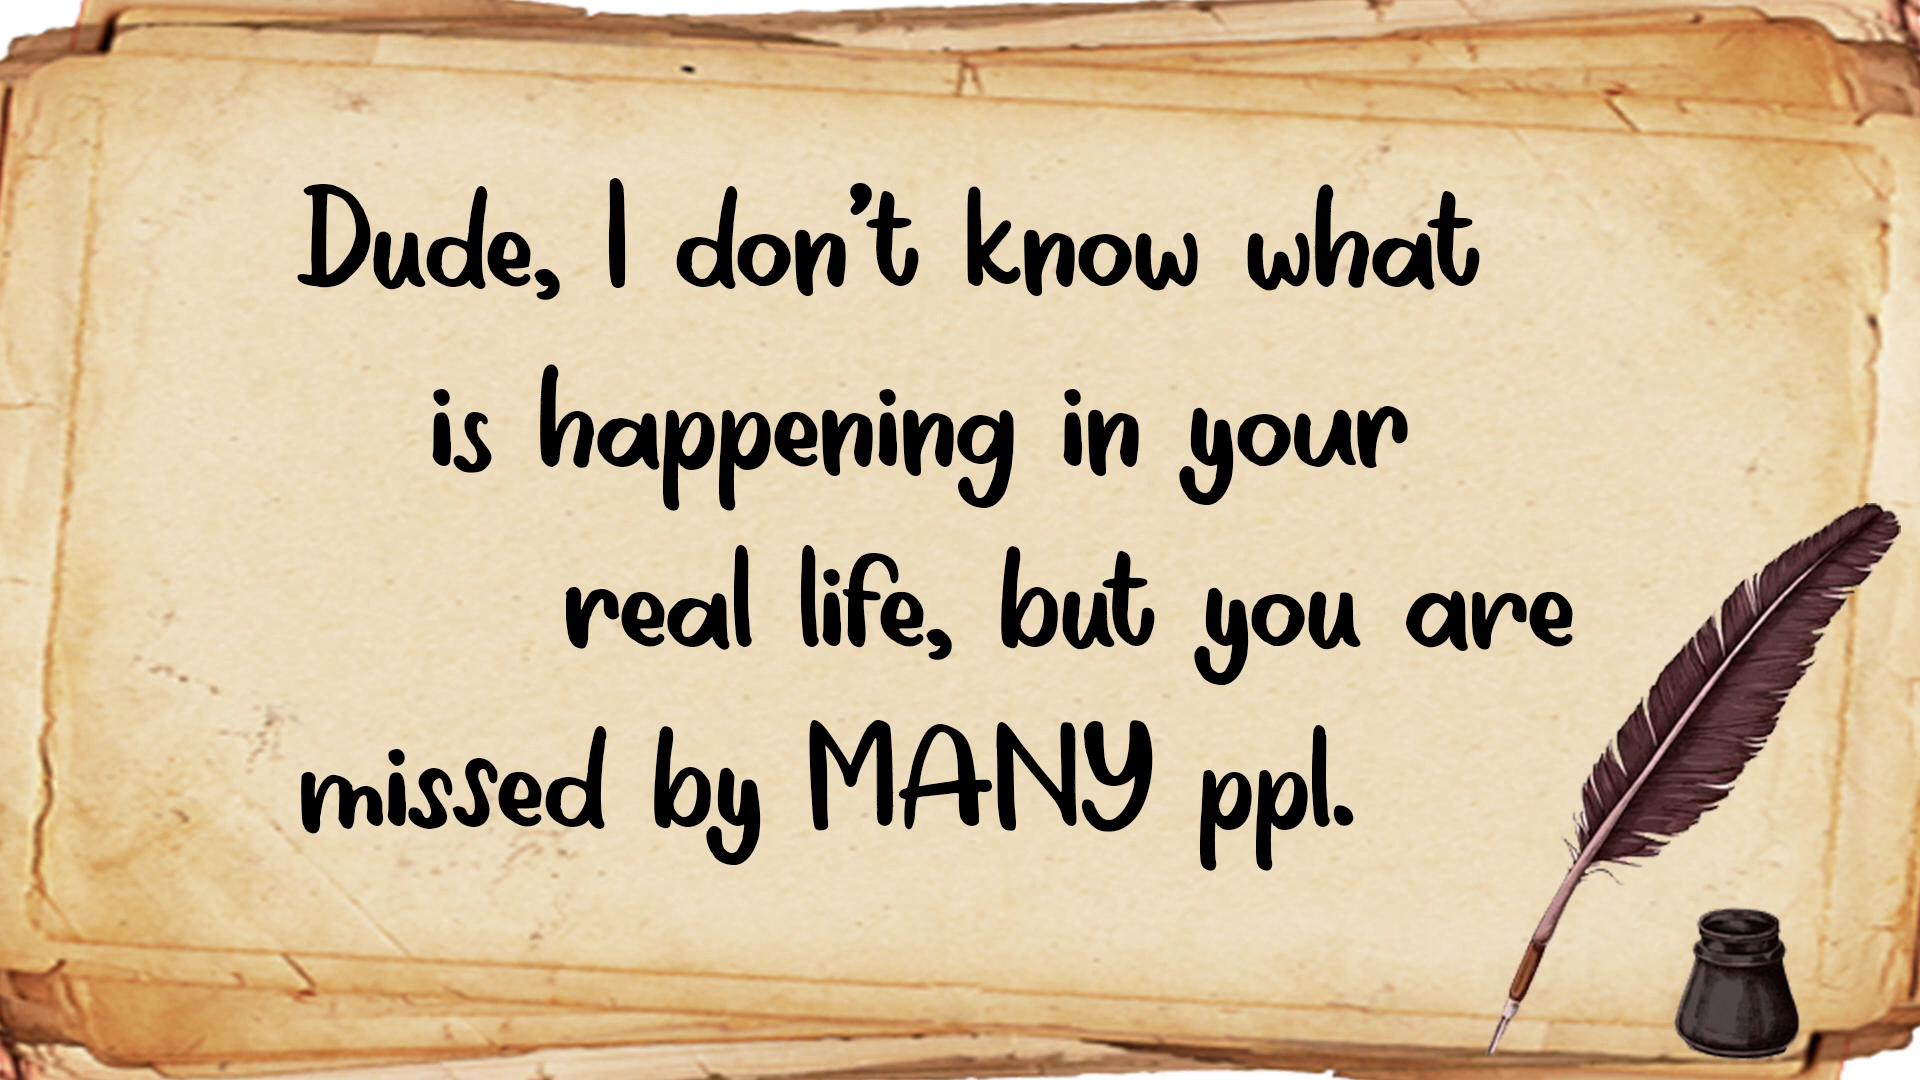 Dude, I don't know what
is happening in your
real life, but you are
missed by MANY ppl.